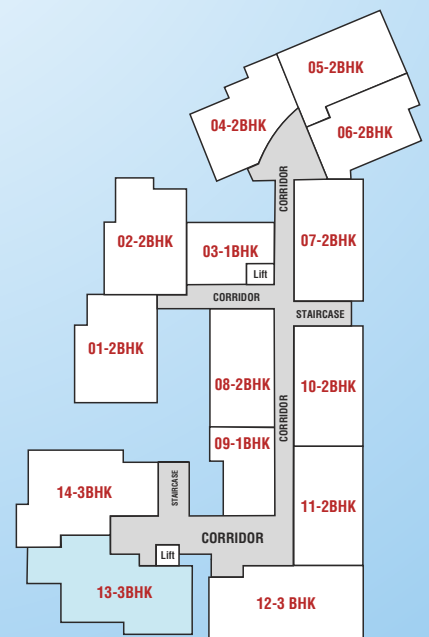 05-2BHK
04-2BHK
06-2BHK
CORRIDOR
02-2BHK
03-1BHK
07-2BHK
Lift
CORRIDOR
STAIRCASE
01-2BHK
08-2BHK
10-2BHK
CORRIDOR
09-1BHK
14-3BHK
STAIRCASE
11-2BHK
CORRIDOR
Lift
13-3BHK
12-3 BHK